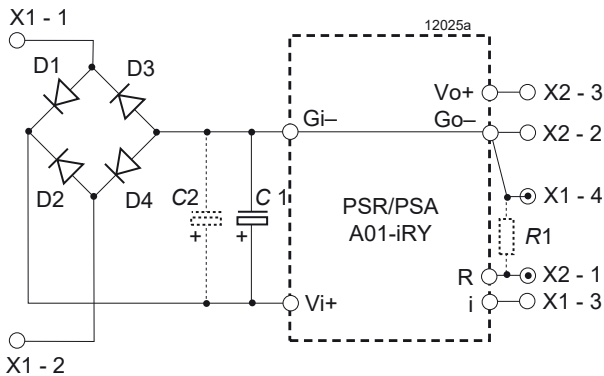 X1 - 1
12025a
D1
D3
Vo+
X2 - 3
Gi–
Go–
X2 - 2
D2
D4
C2
C 1
+
+
PSR/PSA
A01-iRY
X1 - 4
R1
R
X2 - 1
Vi+
i
X1 - 3
X1 - 2